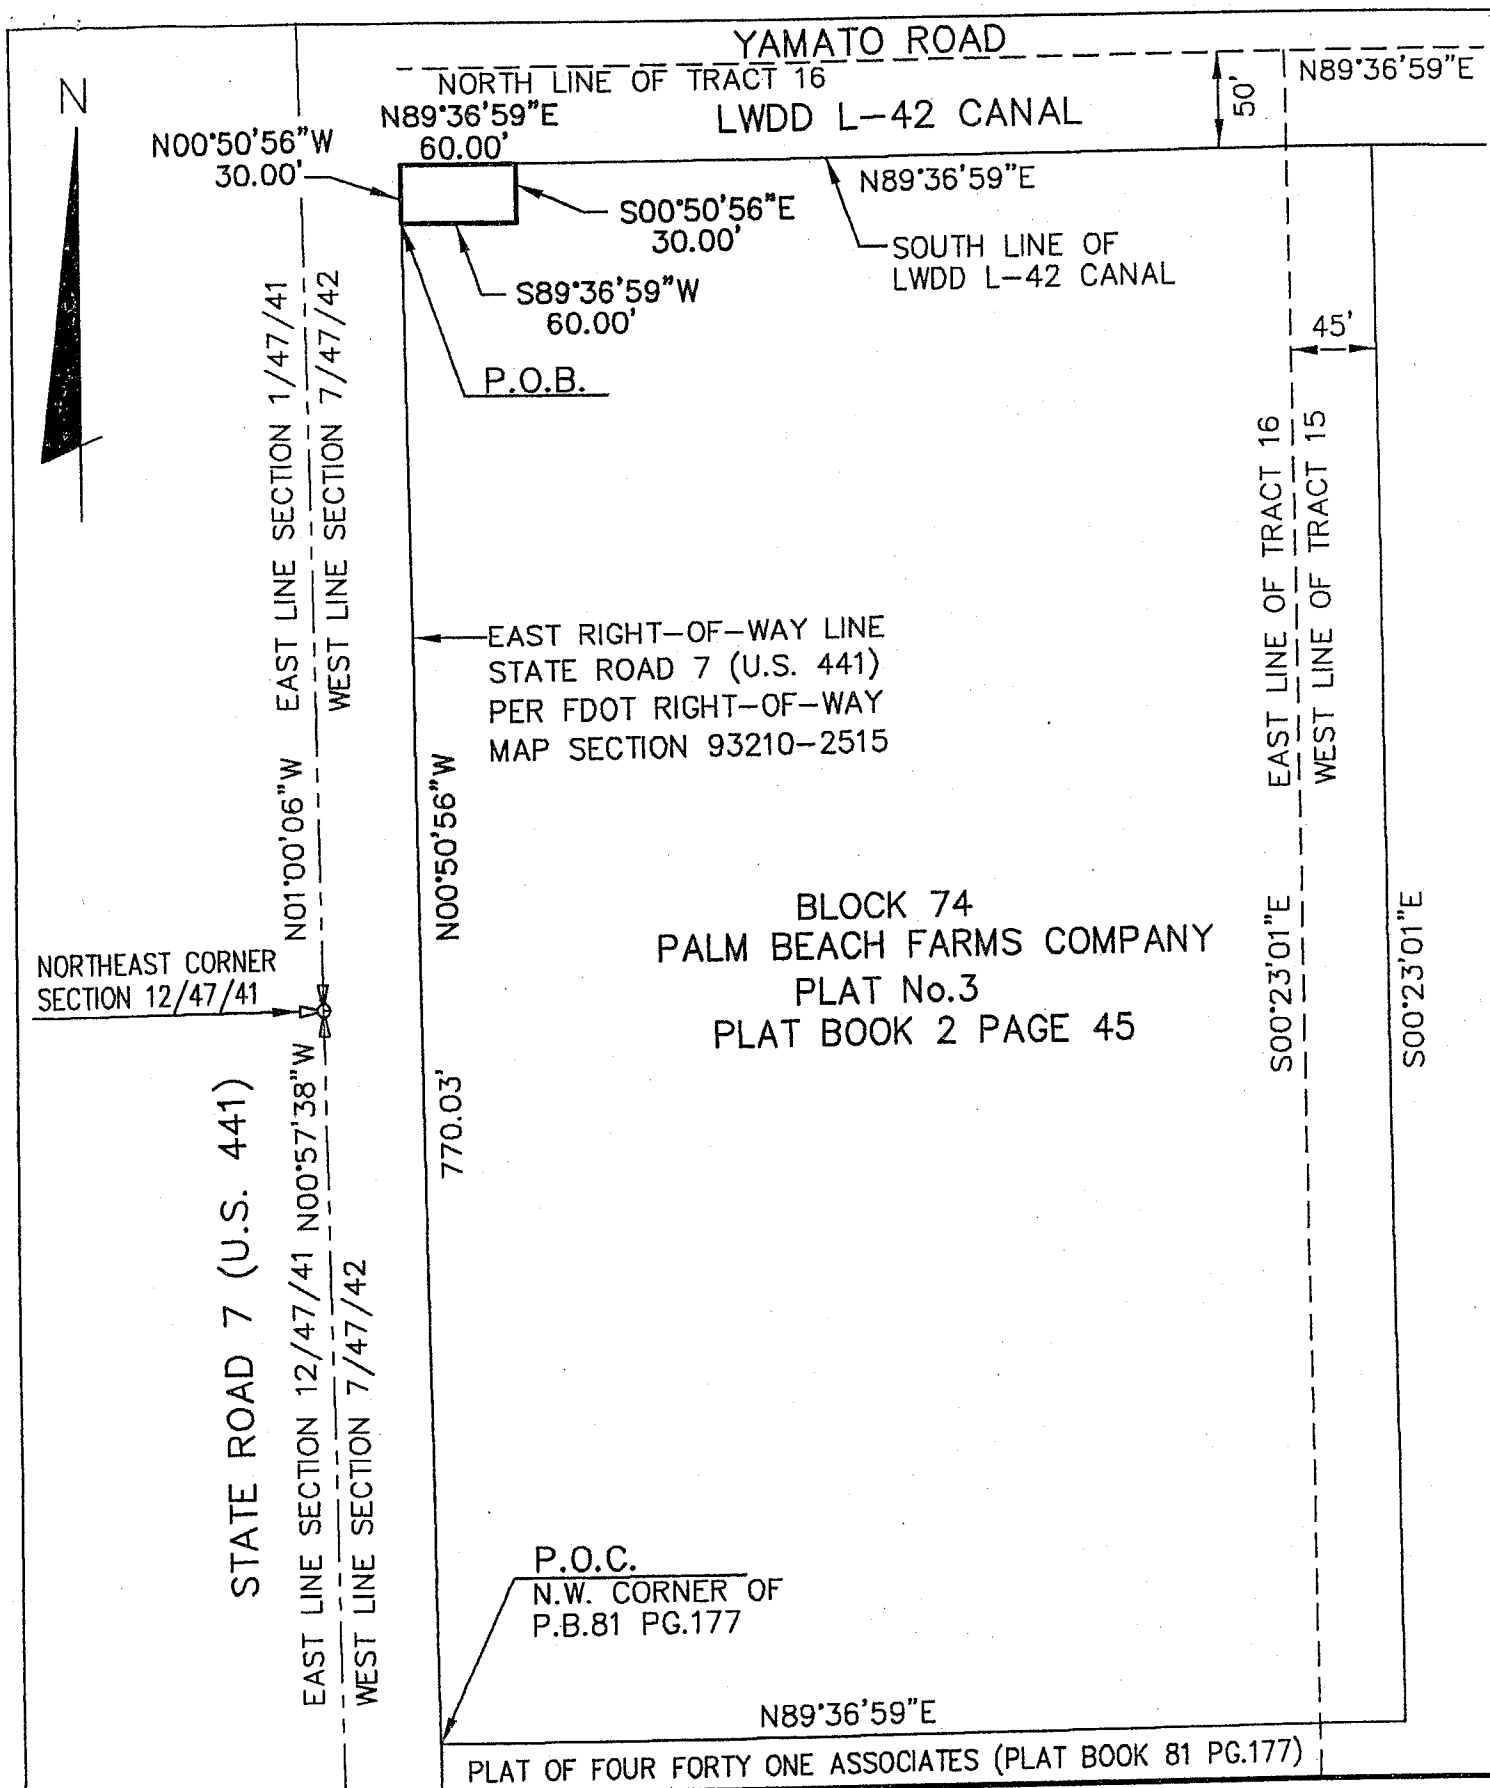 YAMATO ROAD
N
NORTH LINE OF TRACT 16
N89°36'59"E
50'
N89°36'59"E
60.00'
LWDD L-42 CANAL
N00°50'56"W
30.00'
N89°36'59"E
S00°50'56"E
30.00'
SOUTH LINE OF
LWDD L-42 CANAL
S89°36'59"W
60.00'
45'
P.O.B.
EAST LINE SECTION 1/47/41
WEST LINE SECTION 7/47/42
EAST LINE OF TRACT 16
WEST LINE OF TRACT 15
EAST RIGHT-OF-WAY LINE
STATE ROAD 7 (U.S. 441)
PER FDOT RIGHT-OF-WAY
MAP SECTION 93210-2515
N01°00'06"W
N00°50'56"W
BLOCK 74
PALM BEACH FARMS COMPANY
PLAT No.3
PLAT BOOK 2 PAGE 45
S00°23'01"E
S00°23'01"E
NORTHEAST CORNER
SECTION 12/47/41
N00°57'38"W
770.03'
STATE ROAD 7 (U.S. 441)
EAST LINE SECTION 12/47/41
WEST LINE SECTION 7/47/42
P.O.C.
N.W. CORNER OF
P.B.81 PG.177
N89°36'59"E
PLAT OF FOUR FORTY ONE ASSOCIATES (PLAT BOOK 81 PG.177)